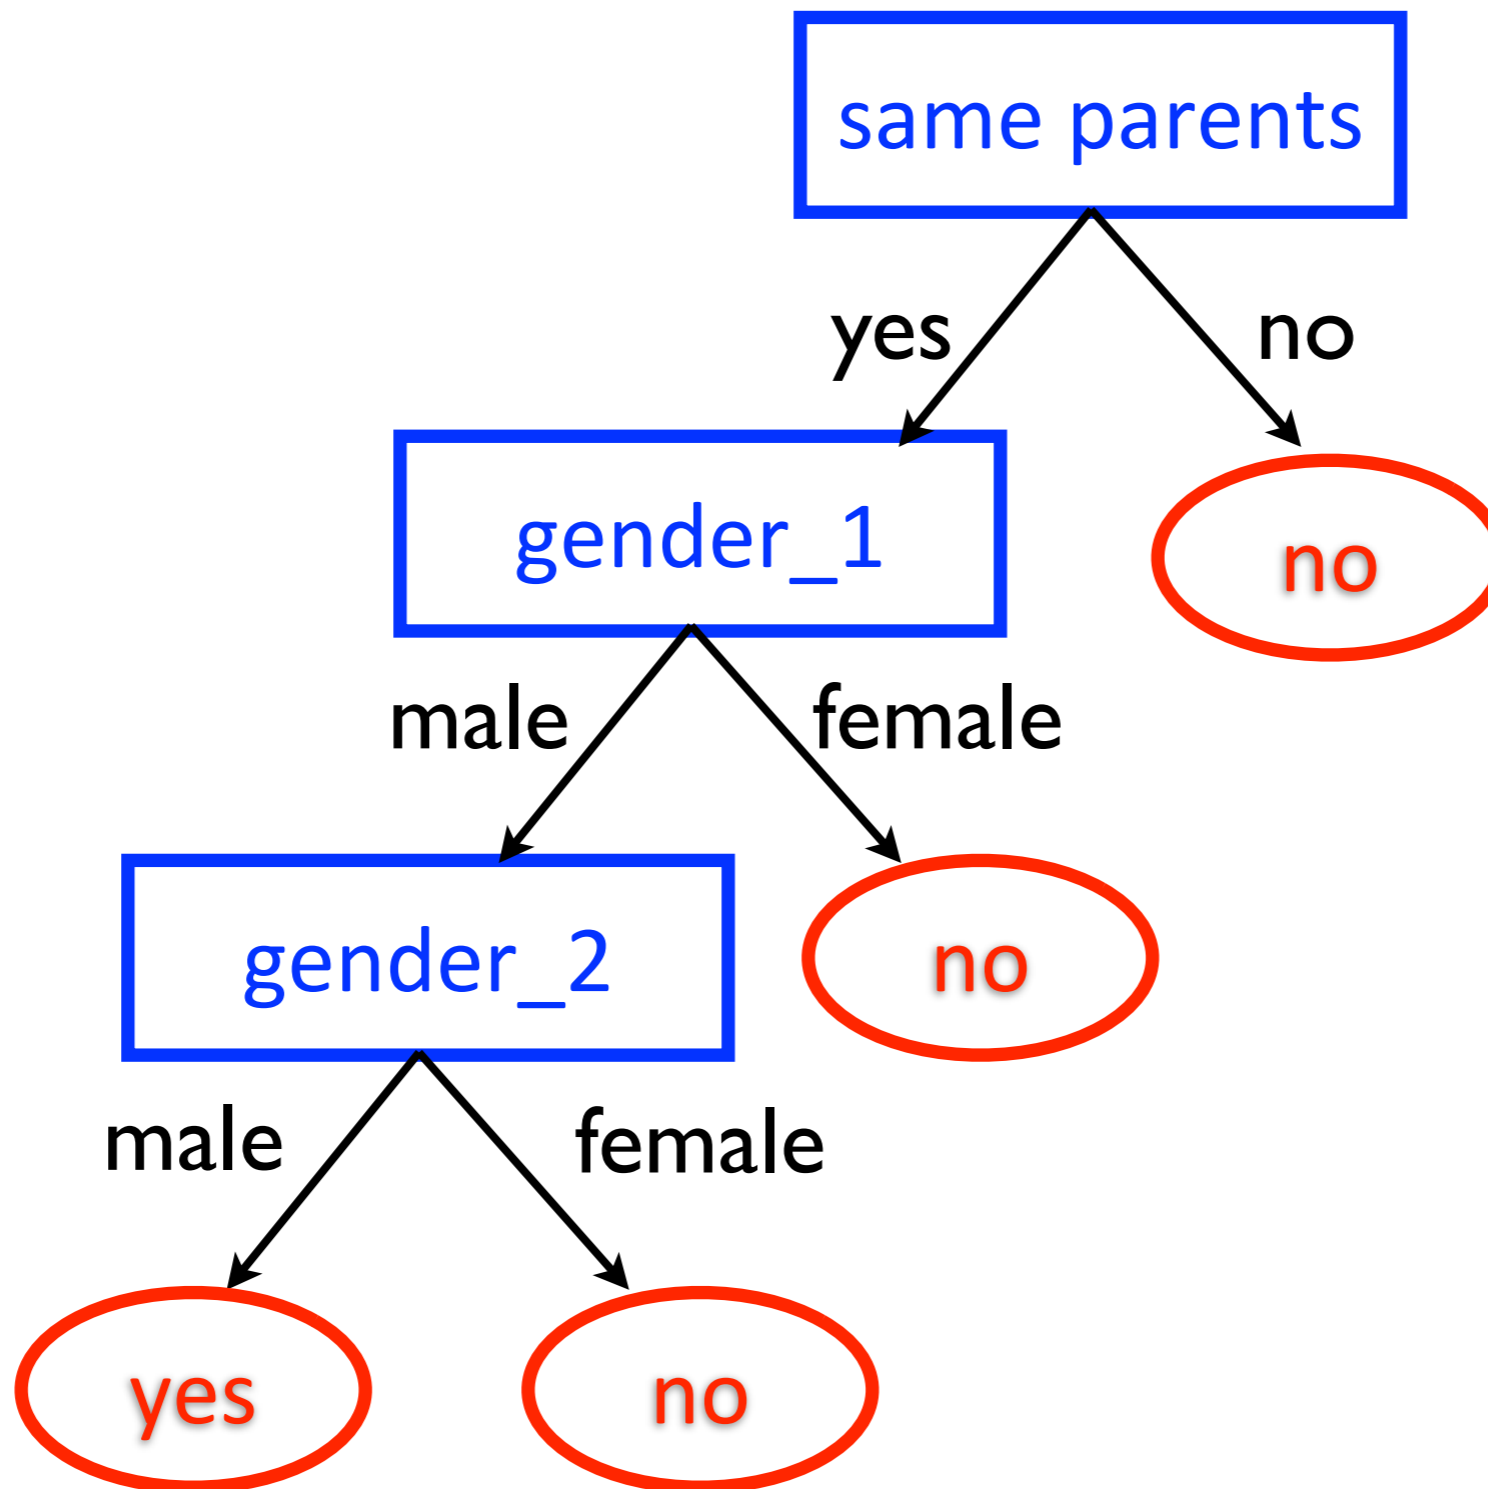 same parents
yes
no
gender_1
no
male
female
gender_2
no
male
female
yes
no